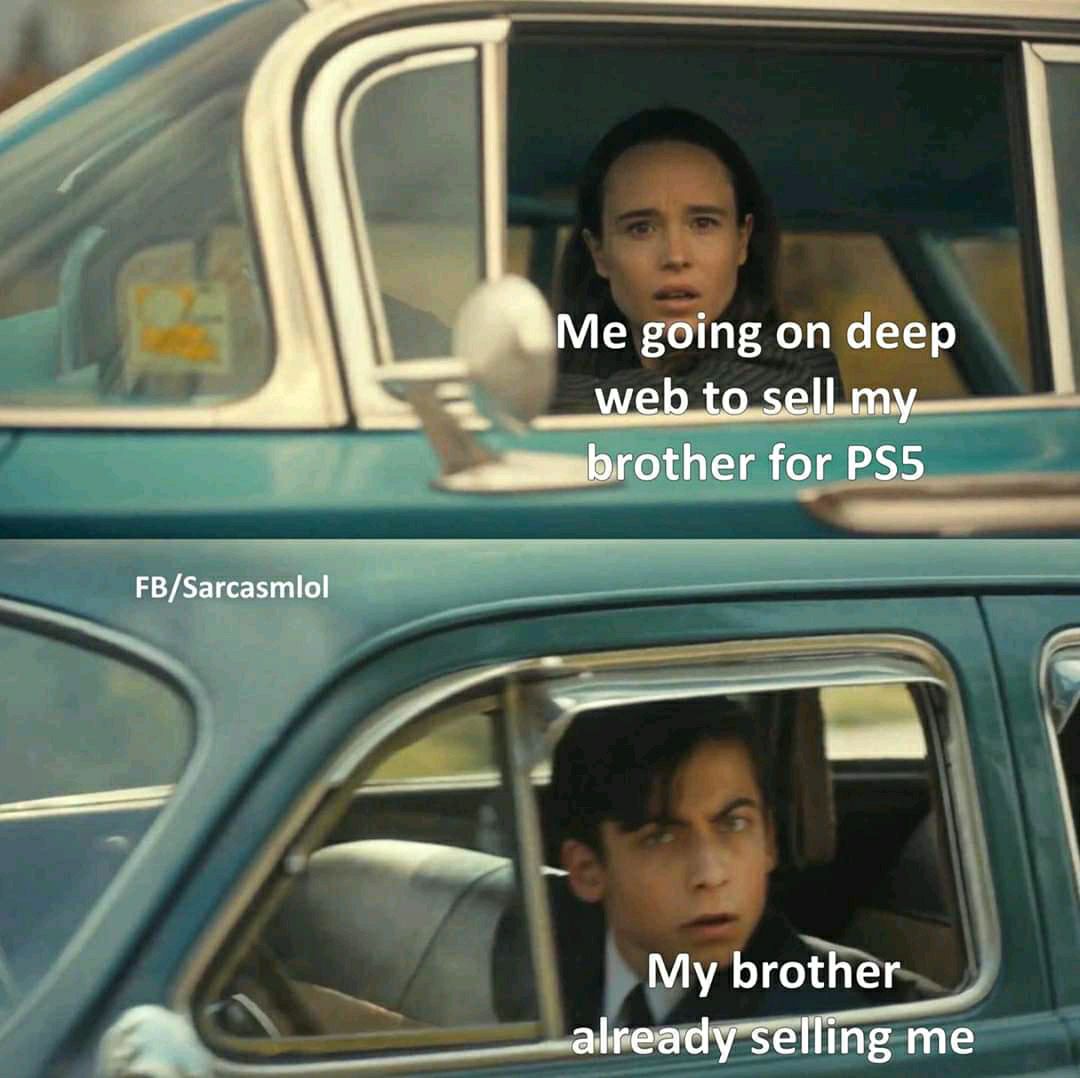 Me going on deep
web to sell my
brother for PS5
FB/Sarcasmlol
My brother
already selling me